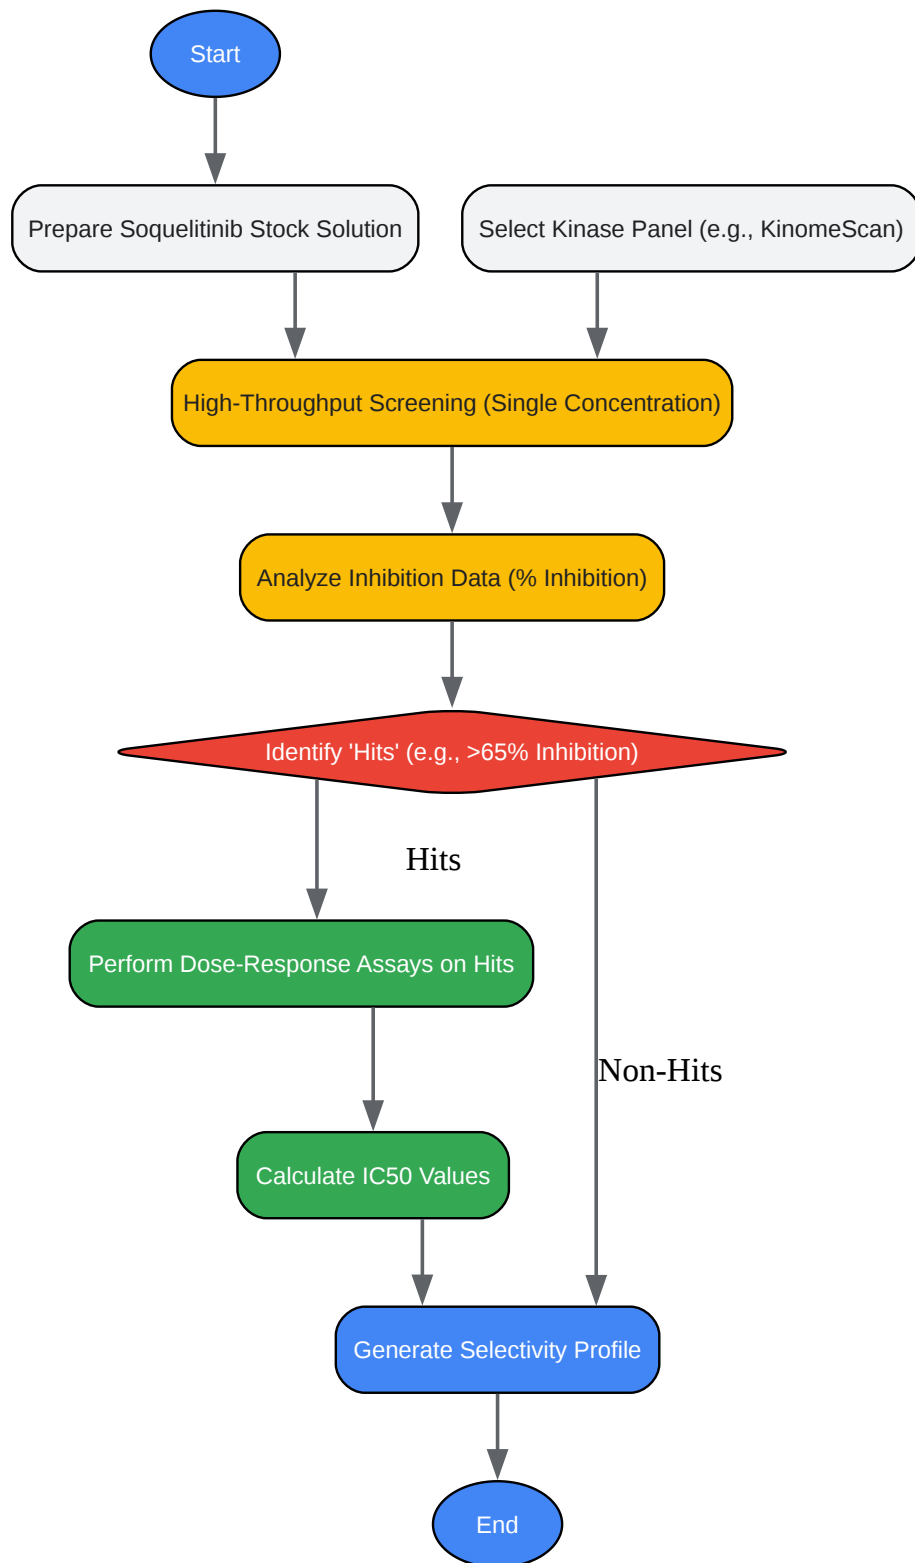 Start
Prepare Soquelitinib Stock Solution
Select Kinase Panel (e.g., KinomeScan)
High-Throughput Screening (Single Concentration)
Analyze Inhibition Data (% Inhibition)
Identify 'Hits' (e.g., >65% Inhibition)
Hits
Perform Dose-Response Assays on Hits
Non-Hits
Calculate IC50 Values
Generate Selectivity Profile
End